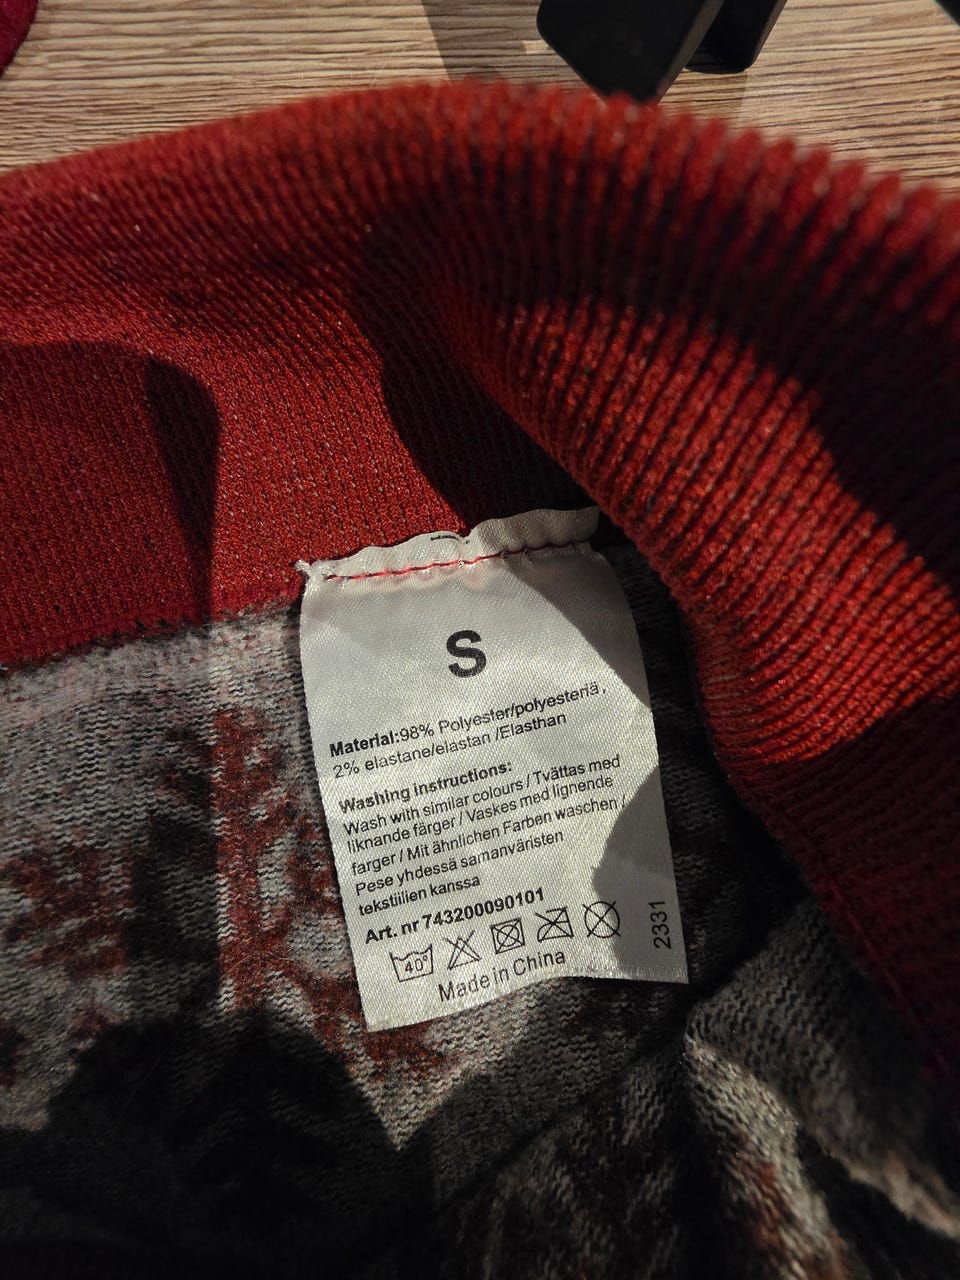 S
Material:98% Polyester/polyesteriä,
2% elastane/elastan /Elasthan
Washing instructions:
Wash with similar colours / Tvättas med
liknande färger / Vaskes med lignende
farger / Mit ähnlichen Farben waschen /
Pese yhdessä samanväristen
tekstiilien kanssa
Art. nr 743200090101
40°
Made in China
2331